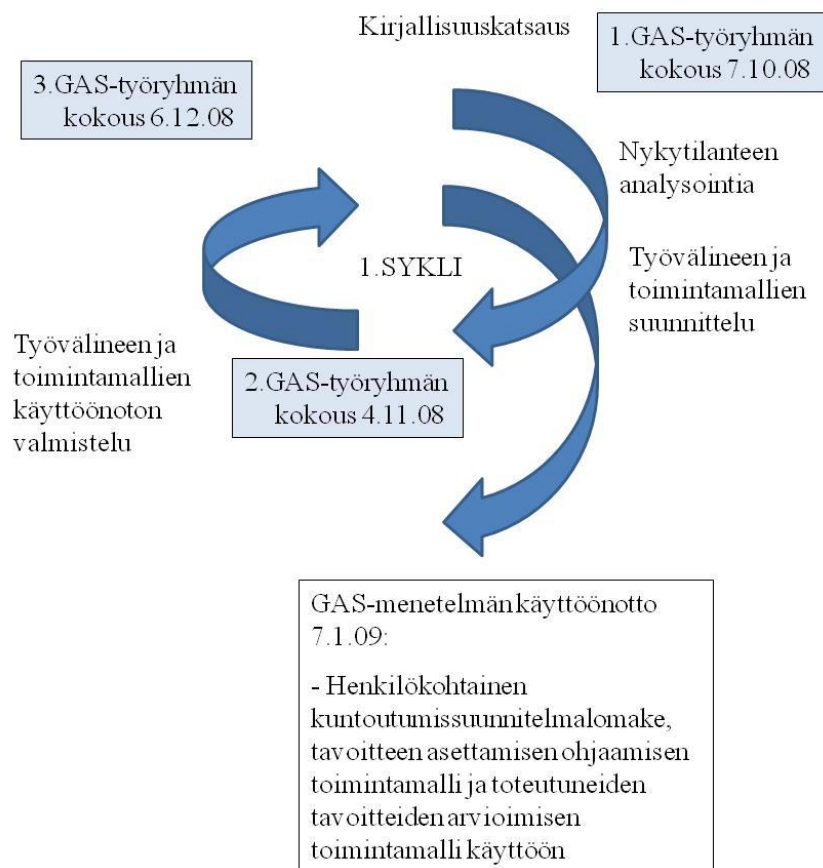 Kirjallisuuskatsaus
1.GAS-työryhmän
kokous 7.10.08
3.GAS-työryhmän
kokous 6.12.08
Nykytilanteen
analysointia
1.SYKLI
Työvälineen ja
toimintamallien
suunnittelu
Työvälineen ja
toimintamallien
käyttöönoton
valmistelu
2.GAS-työryhmän
kokous 4.11.08
GAS-menetelmän käyttöönotto
7.1.09:
- Henkilökohtainen
kuntoutumissuunnitelmalomake,
tavoitteen asettamisen ohjaamisen
toimintamalli ja toteutuneiden
tavoitteiden arvioimisen
toimintamalli käyttöön